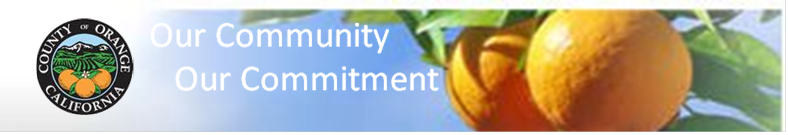 COUNTY OF ORANGE
CALIFORNIA
Our Community
Our Commitment